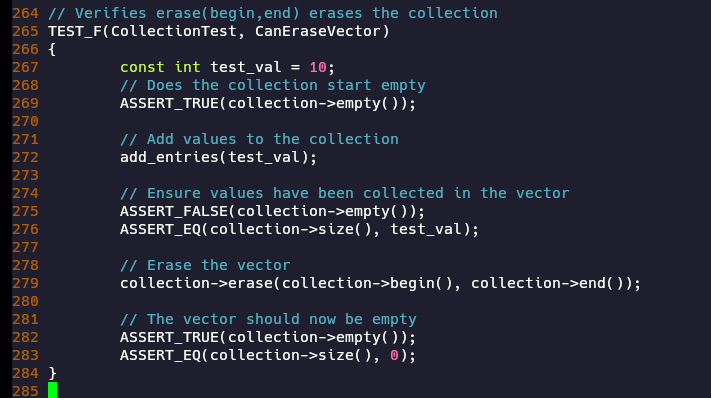 264 // Verifies erase(begin,end) erases the collection
265 TEST_F(CollectionTest, CanEraseVector)
266 {
267         const int test_val = 10;
268         // Does the collection start empty
269         ASSERT_TRUE(collection->empty());
270
271         // Add values to the collection
272         add_entries(test_val);
273
274         // Ensure values have been collected in the vector
275         ASSERT_FALSE(collection->empty());
276         ASSERT_EQ(collection->size(), test_val);
277
278         // Erase the vector
279         collection->erase(collection->begin(), collection->end());
280
281         // The vector should now be empty
282         ASSERT_TRUE(collection->empty());
283         ASSERT_EQ(collection->size(), 0);
284 }
285